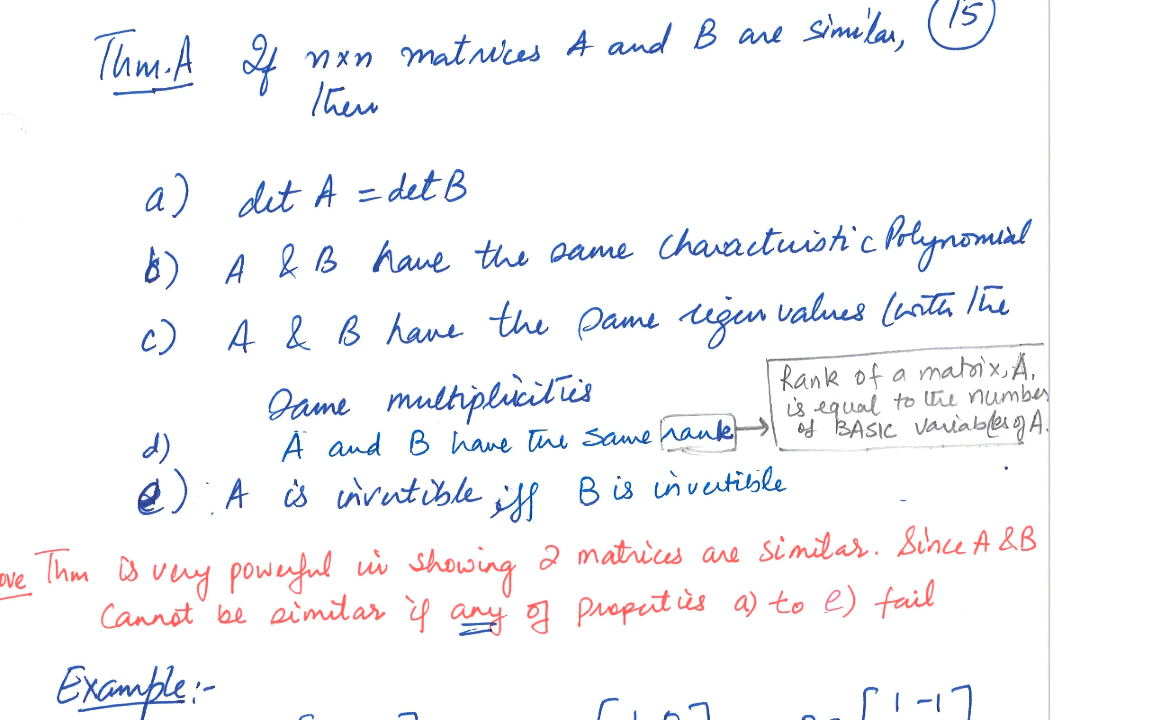 15
Thm.A If n×n matrices A and B are similar,
then
a) det A = det B
b) A & B have the same characteristic Polynomial
c) A & B have the same eigen values (with the
same multiplicities
Rank of a matrix, A,
is equal to the number
of BASIC variables of A.
d) A and B have the same rank →
e) A is invertible iff B is invertible
ove Thm is very powerful in showing 2 matrices are similar. Since A & B
Cannot be similar if any of properties a) to e) fail
Example:-